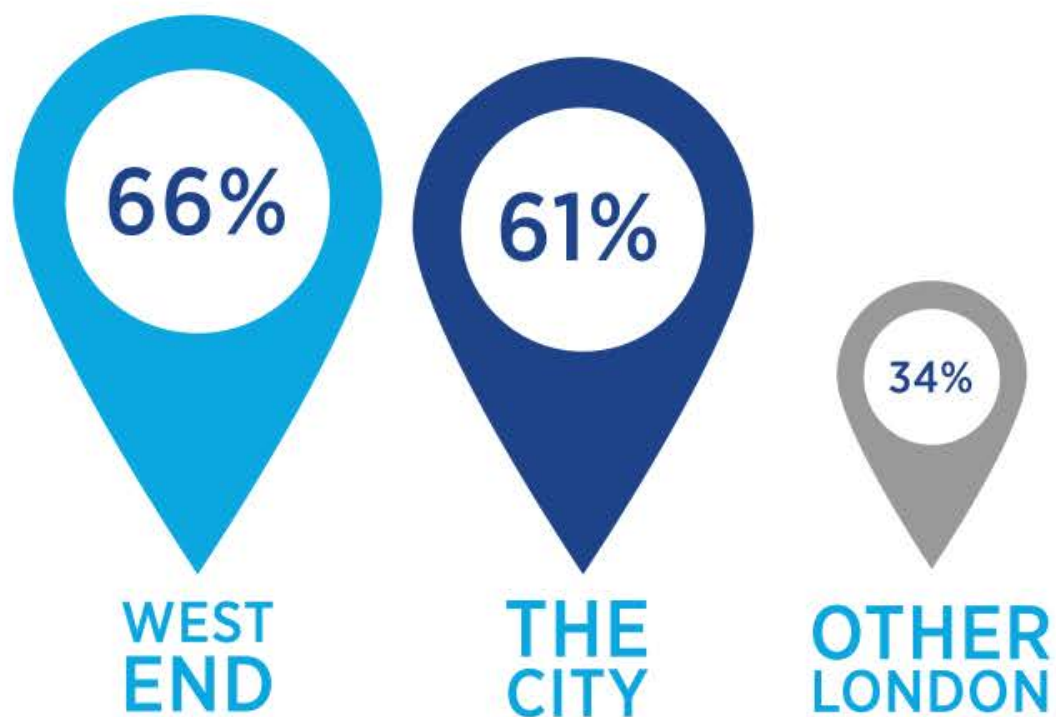 66%
61%
34%
WEST
END
THE
CITY
OTHER
LONDON